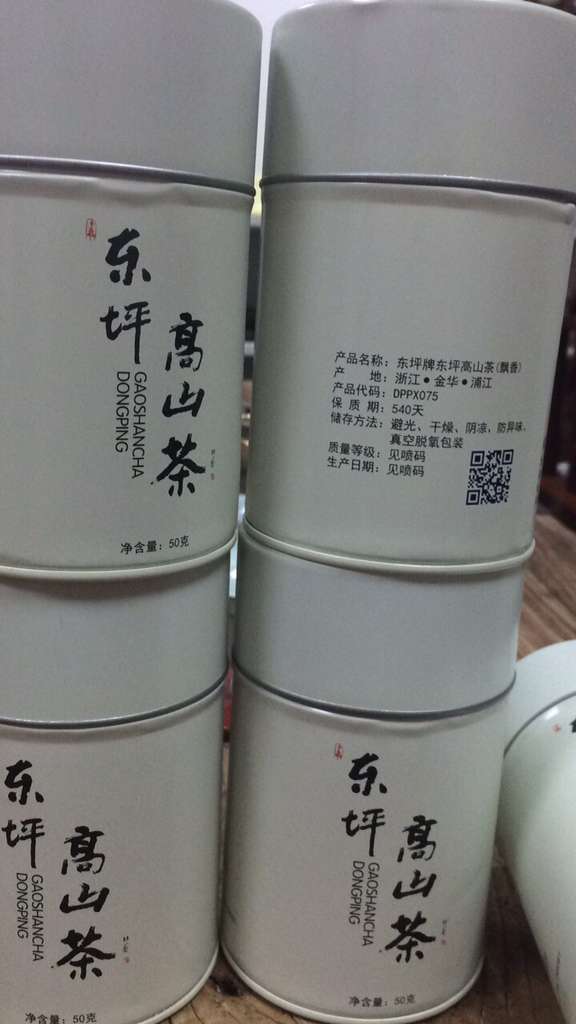 东坪
高山茶
GAOSHANCHA
DONGPING
净含量：50克
产品名称：东坪牌东坪高山茶(飘香)
产　　地：浙江●金华●浦江
产品代码：DPPX075
保 质 期：540天
储存方法：避光、干燥、阴凉、防异味、
真空脱氧包装
质量等级：见喷码
生产日期：见喷码
东坪
高山茶
GAOSHANCHA
DONGPING
净含量：50克
东坪
高山茶
GAOSHANCHA
DONGPING
净含量：50克